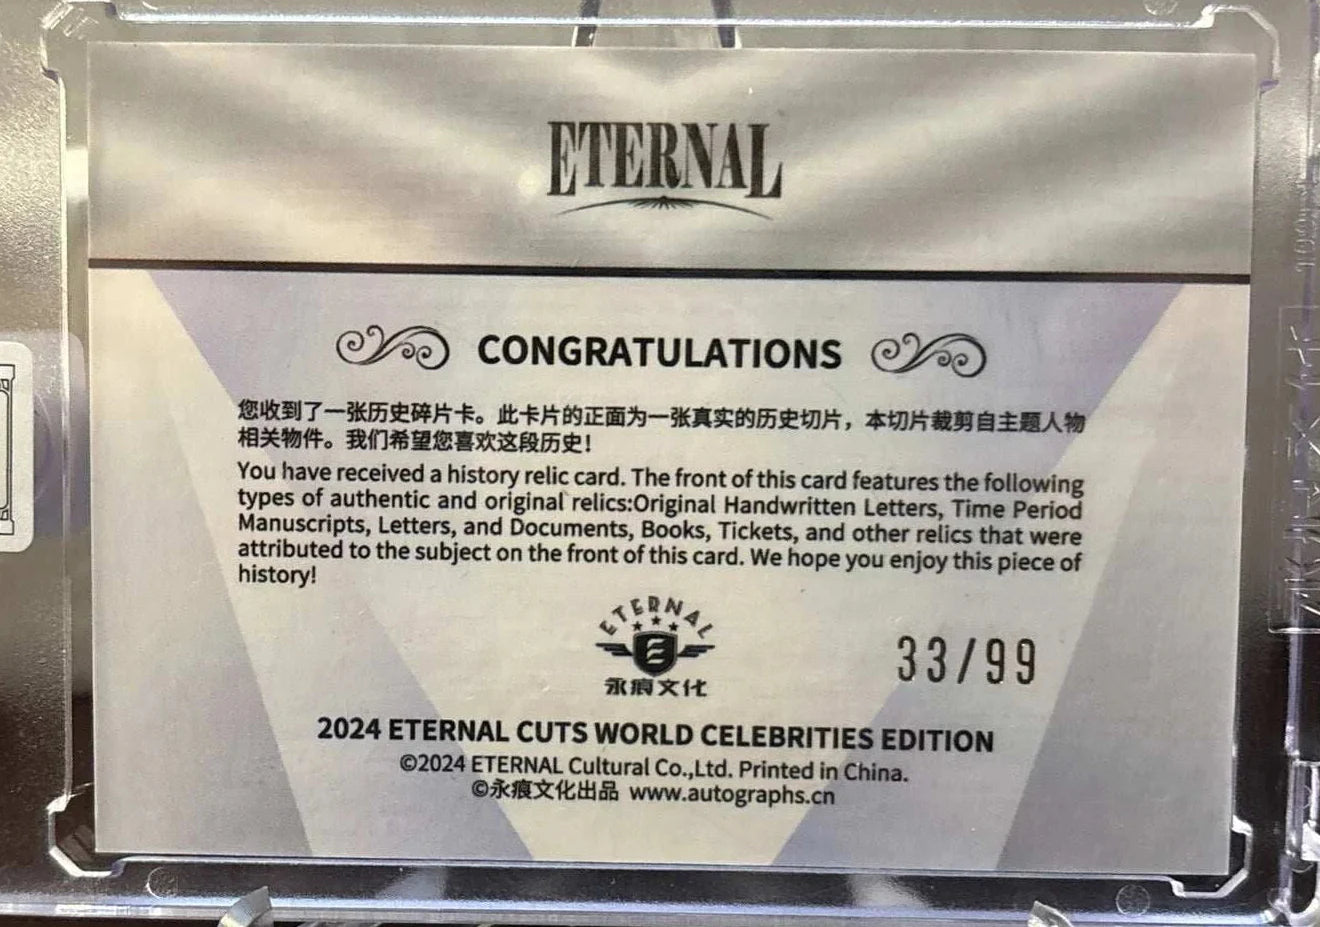 ETERNAL
CONGRATULATIONS
您收到了一张历史碎片卡。此卡片的正面为一张真实的历史切片，本切片裁剪自主题人物
相关物件。我们希望您喜欢这段历史！
You have received a history relic card. The front of this card features the following
types of authentic and original relics:Original Handwritten Letters, Time Period
Manuscripts, Letters, and Documents, Books, Tickets, and other relics that were
attributed to the subject on the front of this card. We hope you enjoy this piece of
history!
ETERNAL
E
永痕文化
33/99
2024 ETERNAL CUTS WORLD CELEBRITIES EDITION
©2024 ETERNAL Cultural Co.,Ltd. Printed in China.
©永痕文化出品 www.autographs.cn